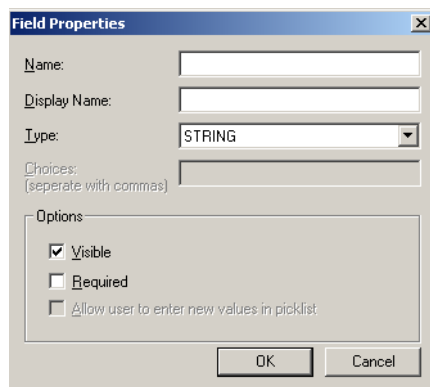 Field Properties
Name:
Display Name:
Type:
STRING
Choices:
(seperate with commas)
Options
Visible
Required
Allow user to enter new values in picklist
OK
Cancel